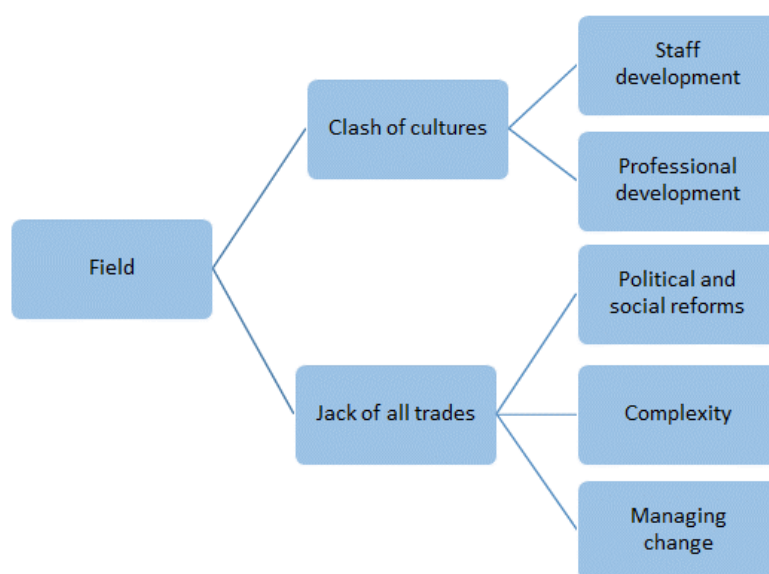 Staff
development
Clash of cultures
Professional
development
Field
Political and
social reforms
Jack of all trades
Complexity
Managing
change